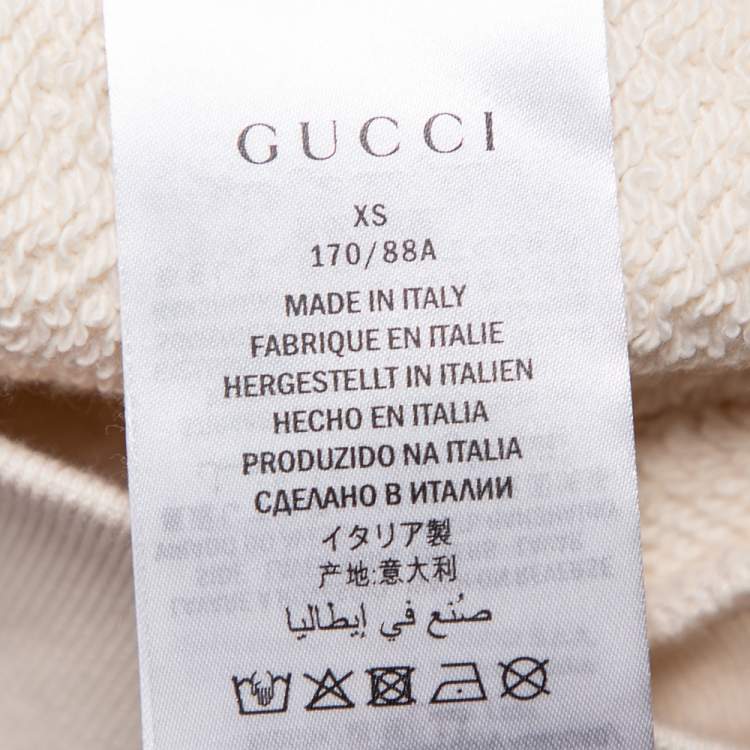 GUCCI
XS
170/88A
MADE IN ITALY
FABRIQUE EN ITALIE
HERGESTELLT IN ITALIEN
HECHO EN ITALIA
PRODUZIDO NA ITALIA
СДЕЛАНО В ИТАЛИИ
イタリア製
产地:意大利
صُنع في إيطاليا